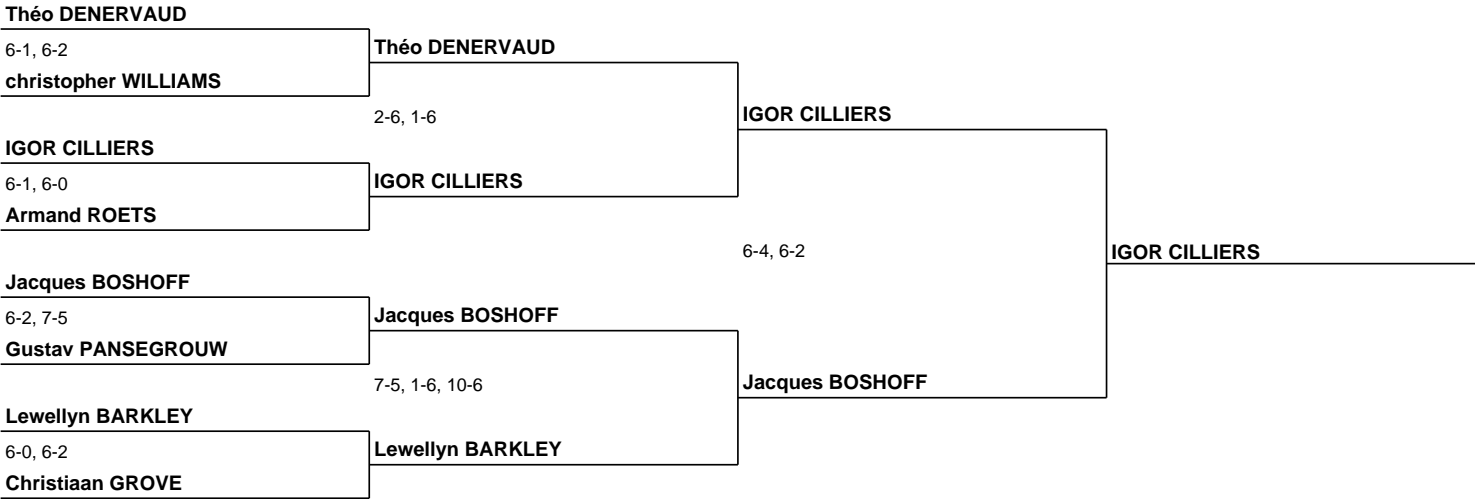 Théo DENERVAUD
6-1, 6-2
christopher WILLIAMS
IGOR CILLIERS
6-1, 6-0
Armand ROETS
Jacques BOSHOFF
6-2, 7-5
Gustav PANSEGROUW
Lewellyn BARKLEY
6-0, 6-2
Christiaan GROVE
Théo DENERVAUD
2-6, 1-6
IGOR CILLIERS
Jacques BOSHOFF
7-5, 1-6, 10-6
Lewellyn BARKLEY
IGOR CILLIERS
6-4, 6-2
Jacques BOSHOFF
IGOR CILLIERS